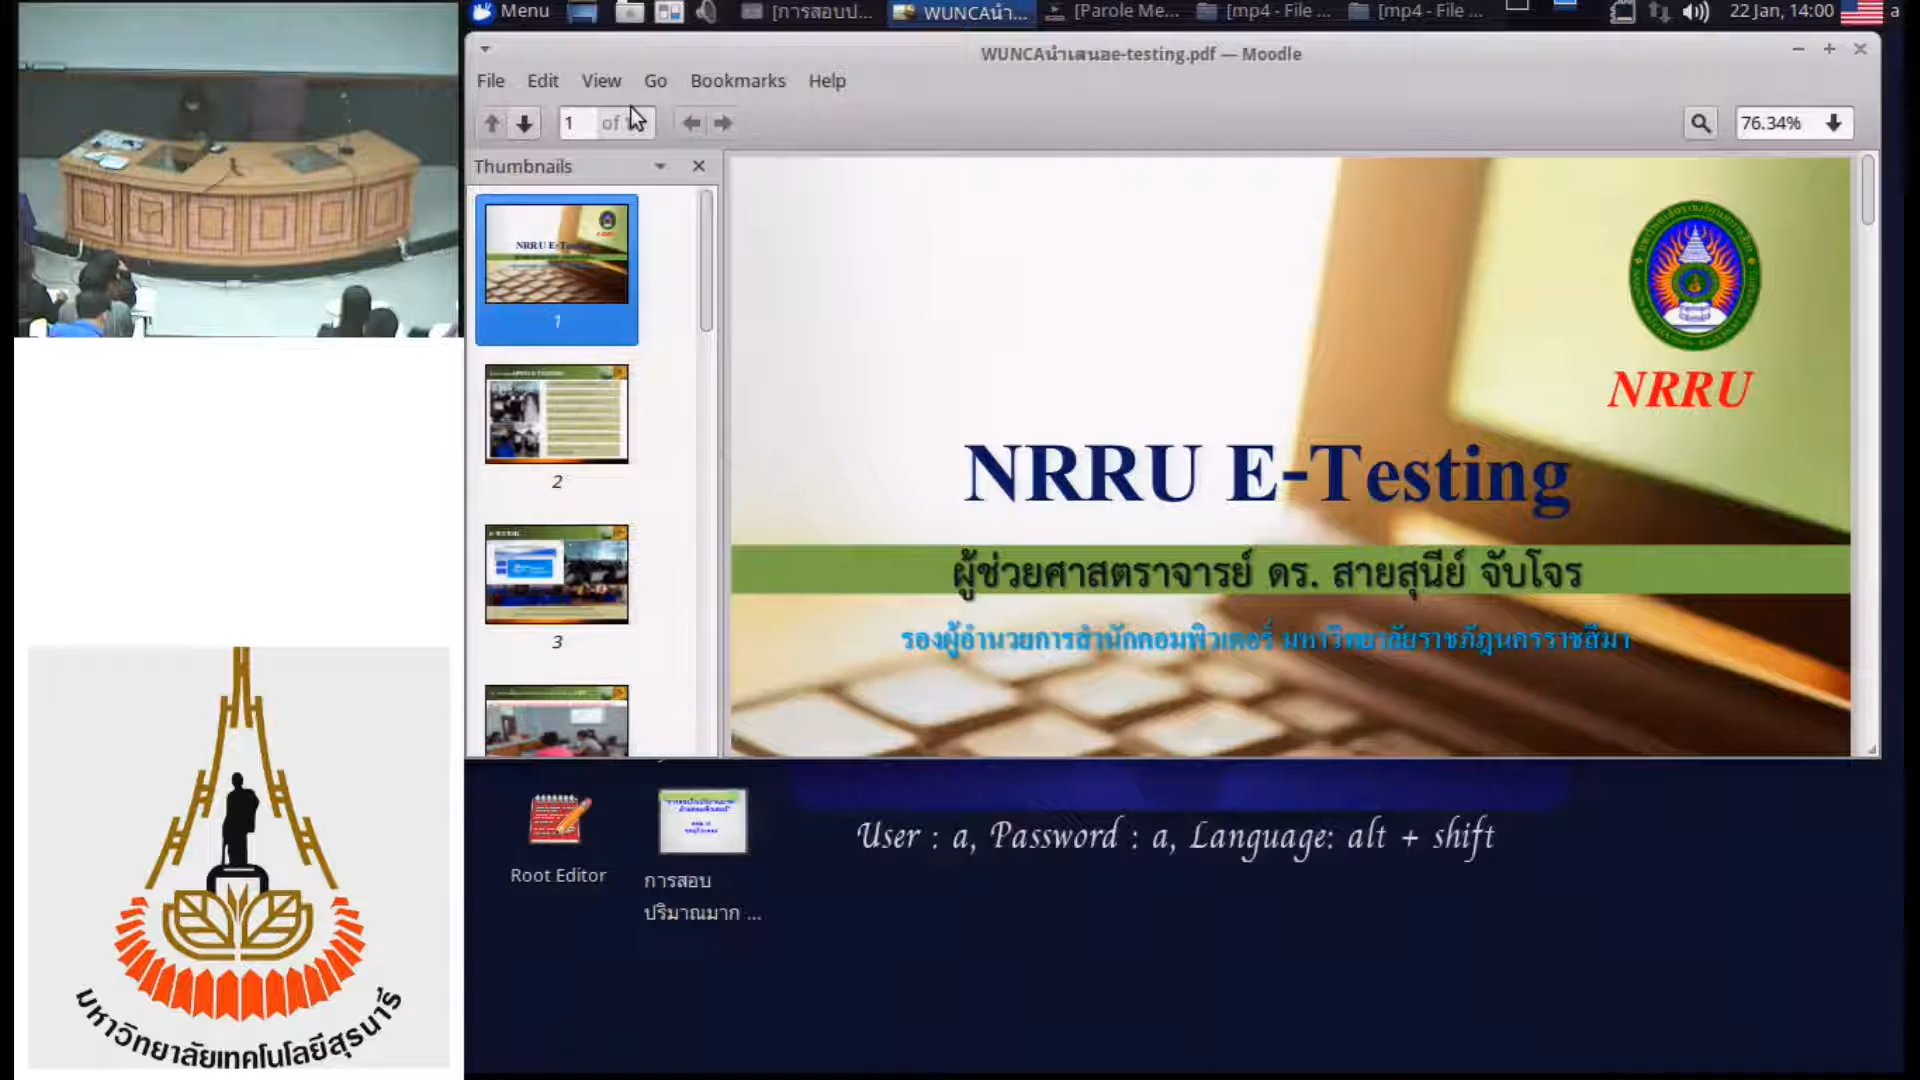 Menu
[การสอบป...
WUNCAนำ...
[Parole Me...
[mp4 - File ...
[mp4 - File ...
22 Jan, 14:00
a
WUNCAนำเสนอe-testing.pdf — Moodle
File Edit View Go Bookmarks Help
1 of
76.34%
Thumbnails
1
2
3
NRRU
NRRU E-Testing
ผู้ช่วยศาสตราจารย์ ดร. สายสุนีย์ จับโจร
รองผู้อำนวยการสำนักคอมพิวเตอร์ มหาวิทยาลัยราชภัฏนครราชสีมา
Root Editor
การสอบ
ปริมาณมาก ...
User : a, Password : a, Language: alt + shift
มหาวิทยาลัยเทคโนโลยีสุรนารี